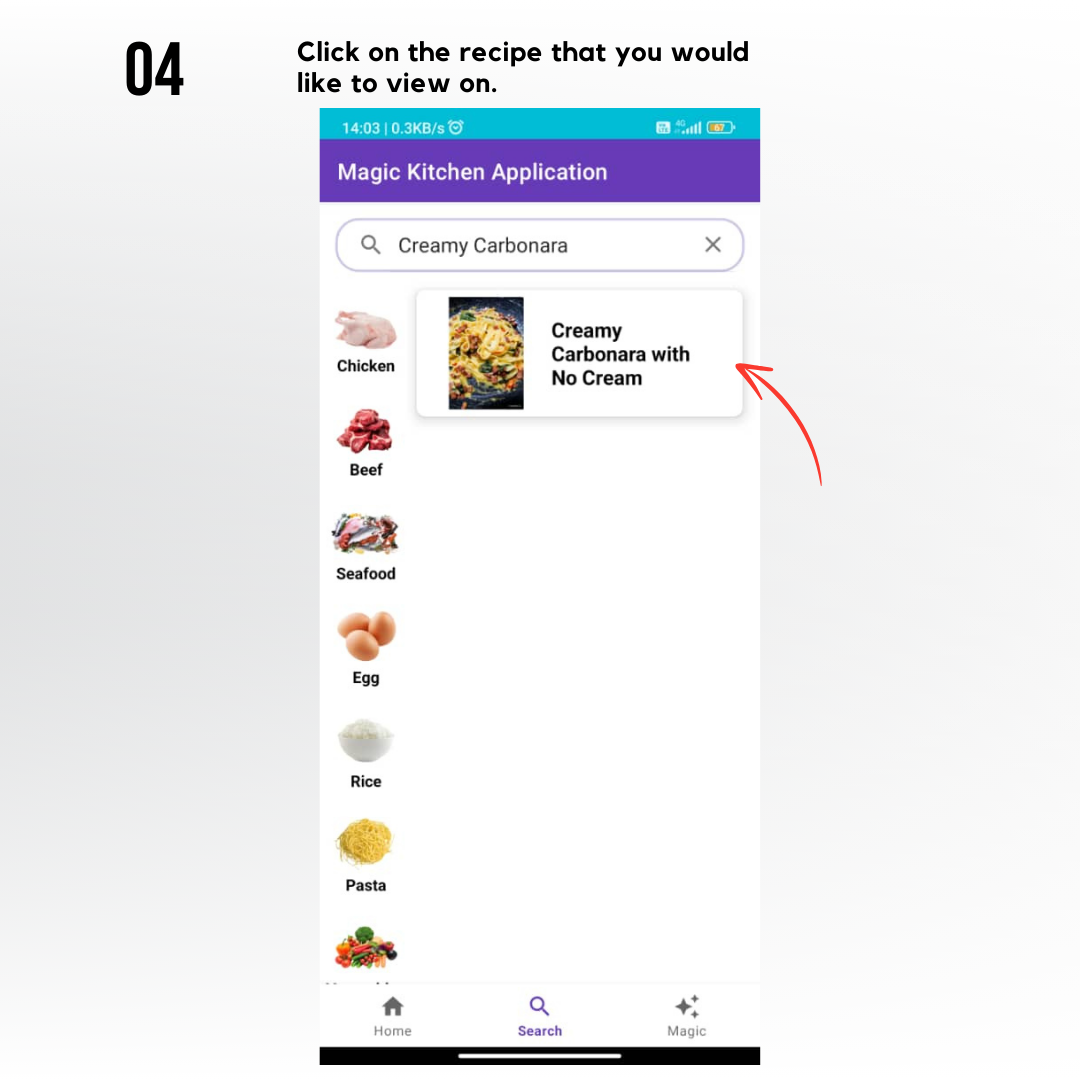 04
Click on the recipe that you would
like to view on.
14:03 | 0.3KB/s
4G
67
Magic Kitchen Application
Creamy Carbonara
Creamy
Carbonara with
No Cream
Chicken
Beef
Seafood
Egg
Rice
Pasta
Home
Search
Magic